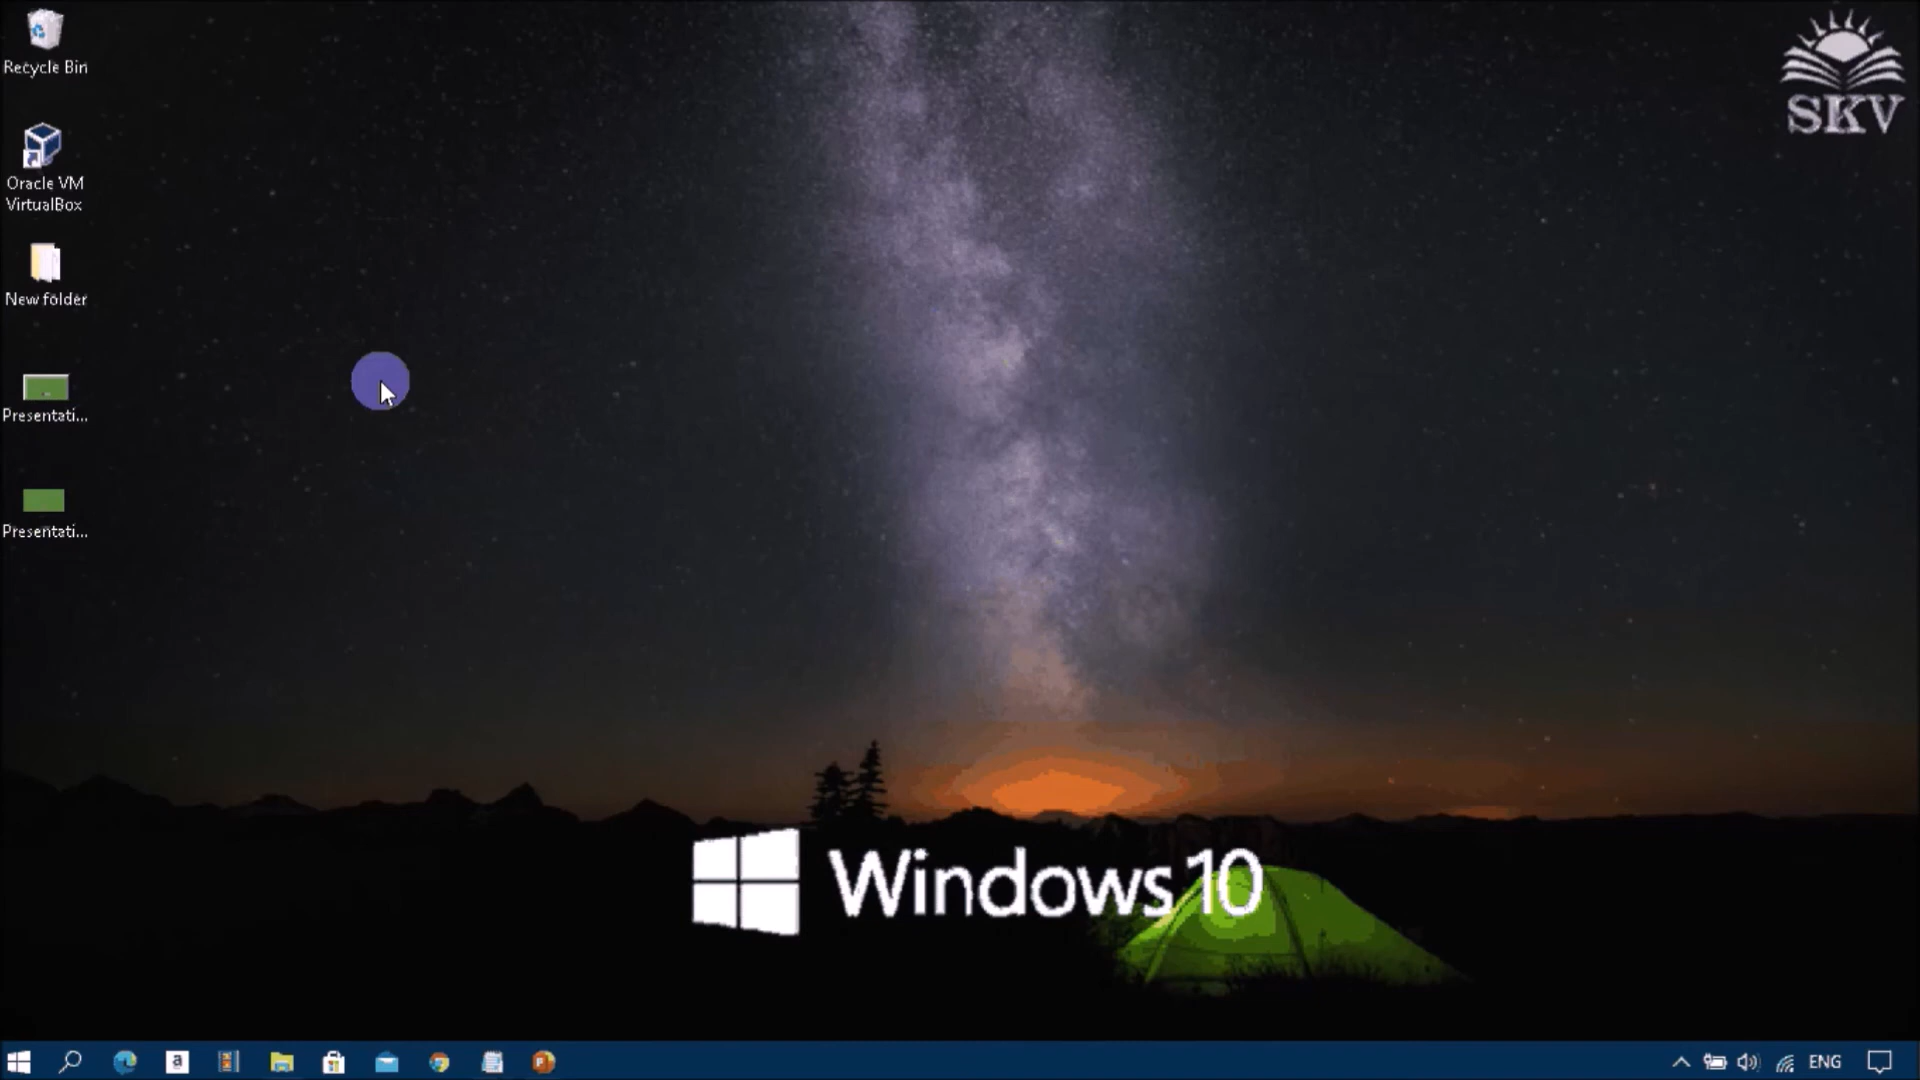 Recycle Bin
SKV
Oracle VM
VirtualBox
New folder
Presentati...
Presentati...
Windows 10
a
P
ENG